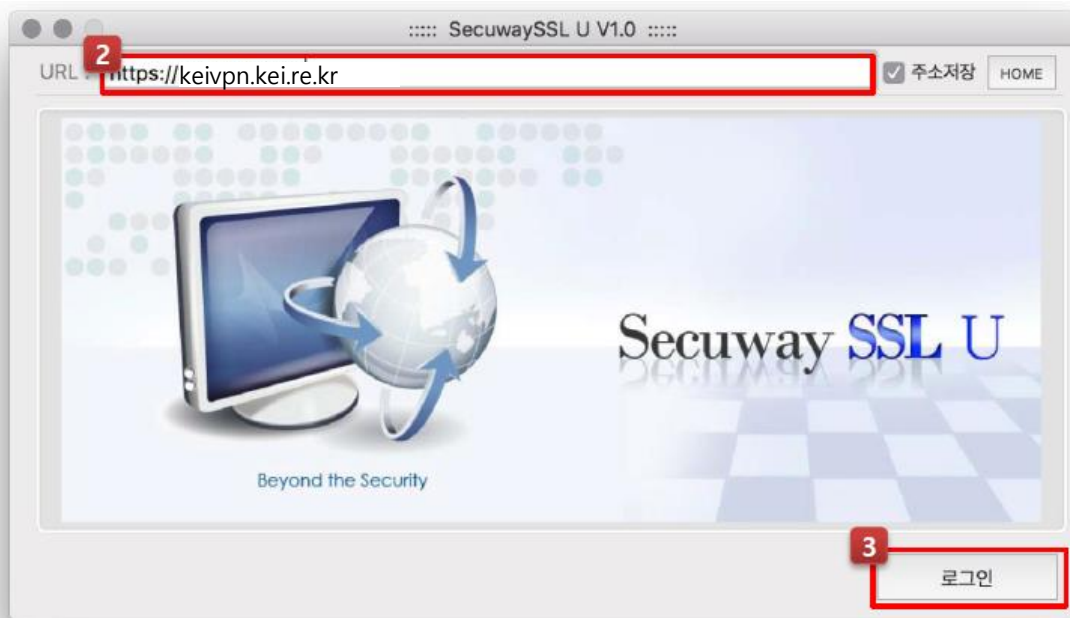 ::::: SecuwaySSL U V1.0 :::::
2
URL : https://keivpn.kei.re.kr 주소저장 HOME
Secuway SSL U
Beyond the Security
3
로그인